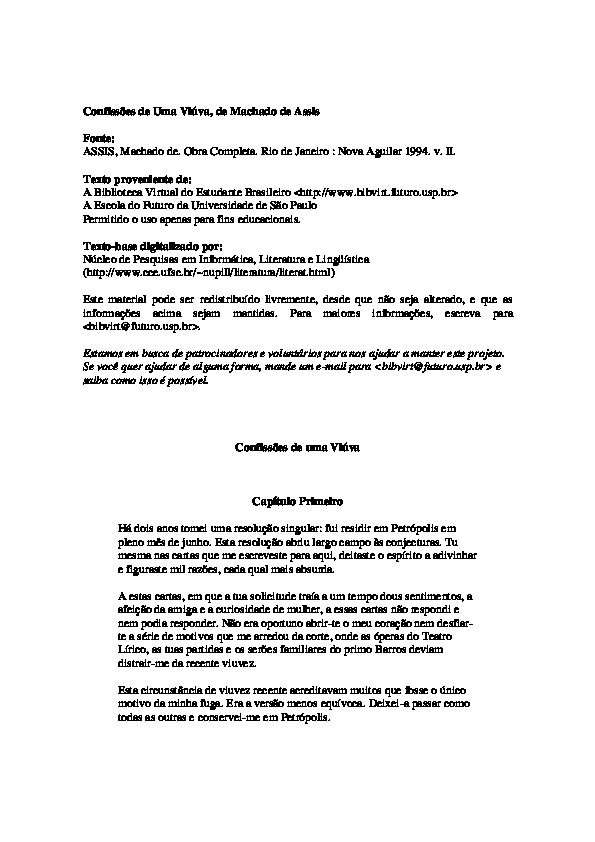 Confissões de Uma Viúva, de Machado de Assis
Fonte:
ASSIS, Machado de. Obra Completa. Rio de Janeiro : Nova Aguilar 1994. v. II.
Texto proveniente de:
A Biblioteca Virtual do Estudante Brasileiro <http://www.bibvirt.futuro.usp.br>
A Escola do Futuro da Universidade de São Paulo
Permitido o uso apenas para fins educacionais.
Texto-base digitalizado por:
Núcleo de Pesquisas em Informática, Literatura e Lingüística
(http://www.cce.ufsc.br/~nupill/literatura/literat.html)
Este material pode ser redistribuído livremente, desde que não seja alterado, e que as
informações acima sejam mantidas. Para maiores informações, escreva para
<bibvirt@futuro.usp.br>.
Estamos em busca de patrocinadores e voluntários para nos ajudar a manter este projeto.
Se você quer ajudar de alguma forma, mande um e-mail para <bibvirt@futuro.usp.br> e
saiba como isso é possível.
Confissões de uma Viúva
Capítulo Primeiro
Há dois anos tomei uma resolução singular: fui residir em Petrópolis em
pleno mês de junho. Esta resolução abriu largo campo às conjecturas. Tu
mesma nas cartas que me escreveste para aqui, deitaste o espírito a adivinhar
e figuraste mil razões, cada qual mais absurda.
A estas cartas, em que a tua solicitude traía a um tempo dous sentimentos, a
afeição da amiga e a curiosidade de mulher, a essas cartas não respondi e
nem podia responder. Não era oportuno abrir-te o meu coração nem desfiar-
te a série de motivos que me arredou da corte, onde as óperas do Teatro
Lírico, as tuas partidas e os serões familiares do primo Barros deviam
distrair-me da recente viuvez.
Esta circunstância de viuvez recente acreditavam muitos que fosse o único
motivo da minha fuga. Era a versão menos equívoca. Deixei-a passar como
todas as outras e conservei-me em Petrópolis.